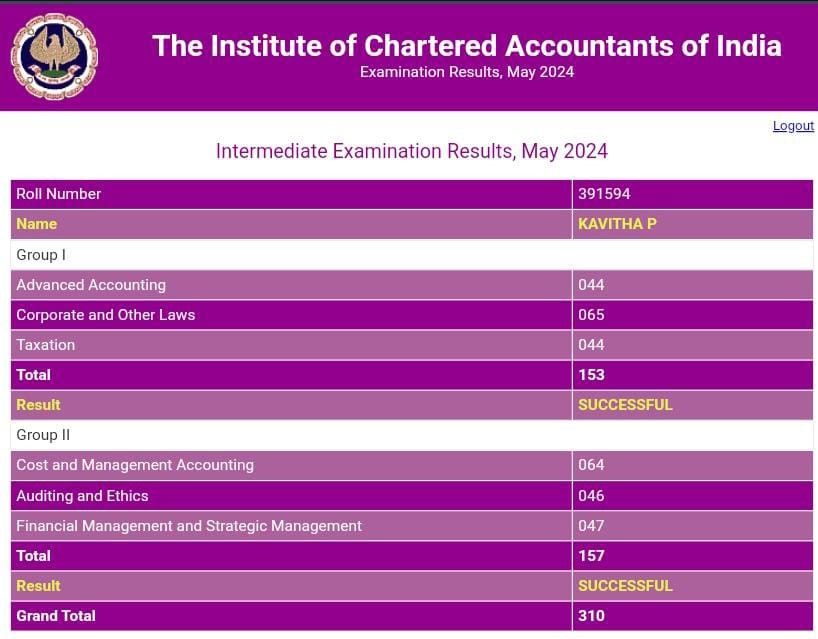 The Institute of Chartered Accountants of India
Examination Results, May 2024
Logout
Intermediate Examination Results, May 2024
Roll Number 391594
Name KAVITHA P
Group I
Advanced Accounting 044
Corporate and Other Laws 065
Taxation 044
Total 153
Result SUCCESSFUL
Group II
Cost and Management Accounting 064
Auditing and Ethics 046
Financial Management and Strategic Management 047
Total 157
Result SUCCESSFUL
Grand Total 310